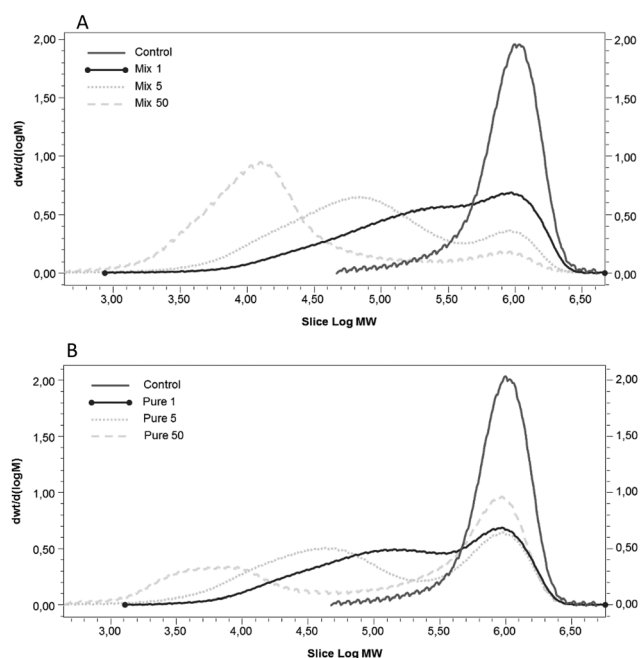 A
2,00
1,50
1,00
0,50
0,00
dwt/d(logM)
Control
Mix 1
Mix 5
Mix 50
2,00
1,50
1,00
0,50
0,00
3,00 3,50 4,00 4,50 5,00 5,50 6,00 6,50
Slice Log MW
B
2,00
1,50
1,00
0,50
0,00
dwt/d(logM)
Control
Pure 1
Pure 5
Pure 50
2,00
1,50
1,00
0,50
0,00
3,00 3,50 4,00 4,50 5,00 5,50 6,00 6,50
Slice Log MW